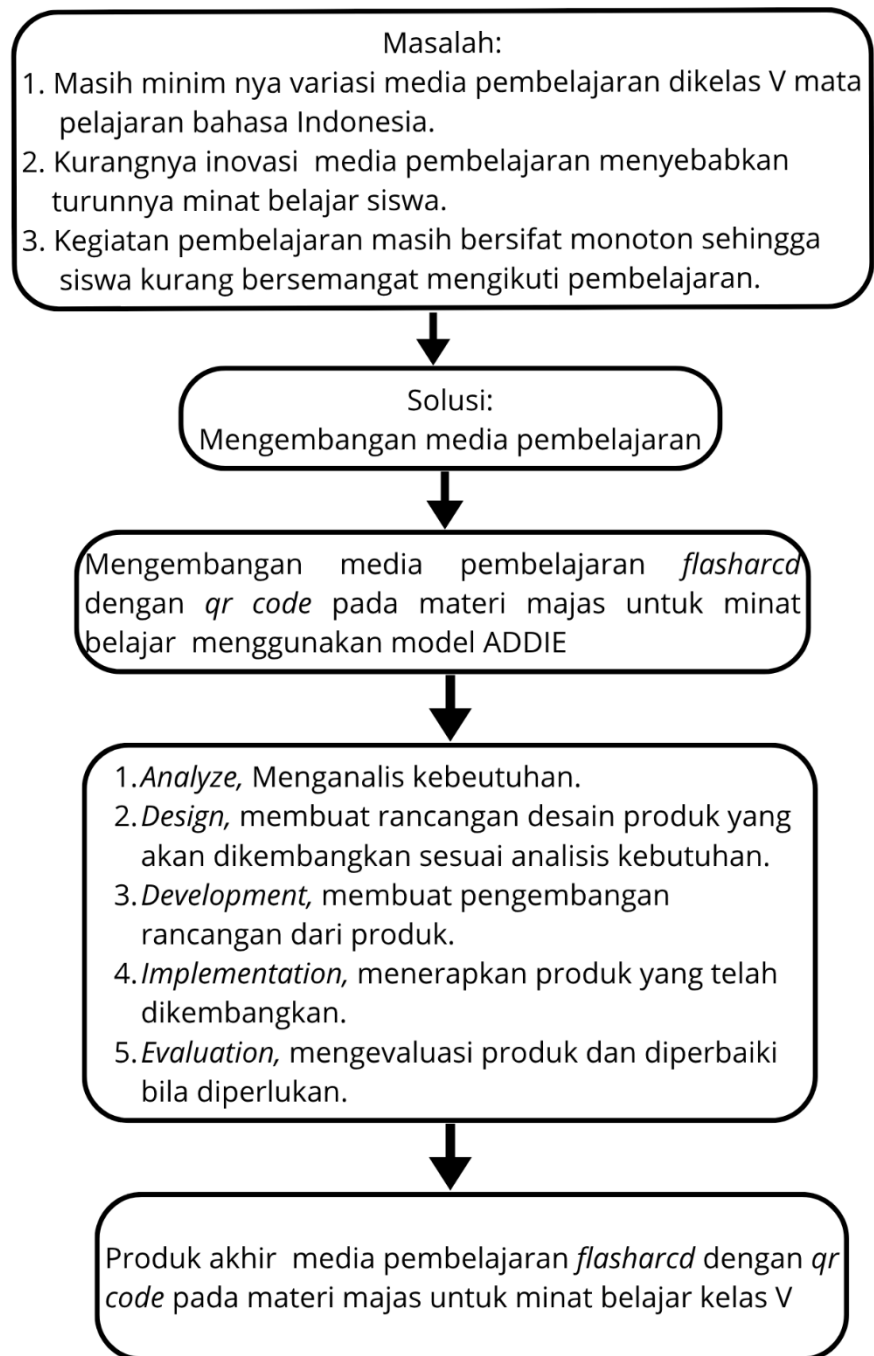 Masalah:
1. Masih minim nya variasi media pembelajaran dikelas V mata
pelajaran bahasa Indonesia.
2. Kurangnya inovasi media pembelajaran menyebabkan
turunnya minat belajar siswa.
3. Kegiatan pembelajaran masih bersifat monoton sehingga
siswa kurang bersemangat mengikuti pembelajaran.
Solusi:
Mengembangan media pembelajaran
Mengembangan media pembelajaran flasharcd
dengan qr code pada materi majas untuk minat
belajar menggunakan model ADDIE
1. Analyze, Menganalis kebeutuhan.
2. Design, membuat rancangan desain produk yang
akan dikembangkan sesuai analisis kebutuhan.
3. Development, membuat pengembangan
rancangan dari produk.
4. Implementation, menerapkan produk yang telah
dikembangkan.
5. Evaluation, mengevaluasi produk dan diperbaiki
bila diperlukan.
Produk akhir media pembelajaran flasharcd dengan qr
code pada materi majas untuk minat belajar kelas V